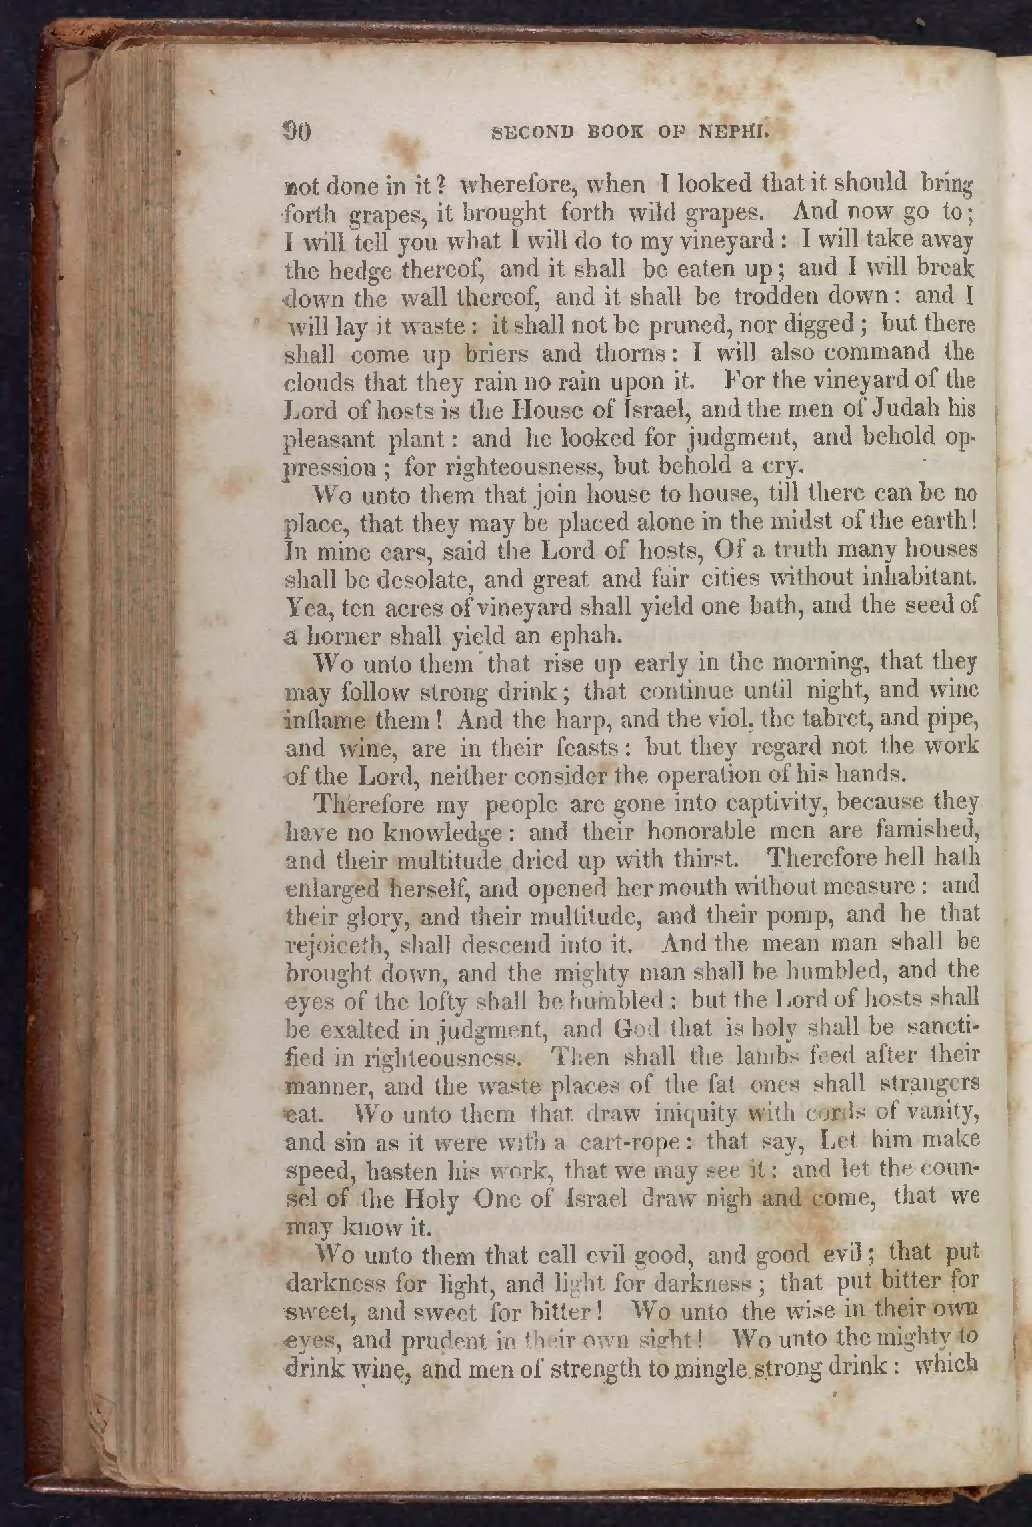 90 SECOND BOOK OF NEPHI.
not done in it? wherefore, when I looked that it should bring
forth grapes, it brought forth wild grapes. And now go to;
I will tell you what I will do to my vineyard: I will take away
the hedge thereof, and it shall be eaten up; and I will break
down the wall thereof, and it shall be trodden down: and I
will lay it waste: it shall not be pruned, nor digged; but there
shall come up briers and thorns: I will also command the
clouds that they rain no rain upon it. For the vineyard of the
Lord of hosts is the House of Israel, and the men of Judah his
pleasant plant: and he looked for judgment, and behold op-
pression; for righteousness, but behold a cry.
Wo unto them that join house to house, till there can be no
place, that they may be placed alone in the midst of the earth!
In mine ears, said the Lord of hosts, Of a truth many houses
shall be desolate, and great and fair cities without inhabitant.
Yea, ten acres of vineyard shall yield one bath, and the seed of
a horner shall yield an ephah.
Wo unto them that rise up early in the morning, that they
may follow strong drink; that continue until night, and wine
inflame them! And the harp, and the viol, the tabret, and pipe,
and wine, are in their feasts: but they regard not the work
of the Lord, neither consider the operation of his hands.
Therefore my people are gone into captivity, because they
have no knowledge: and their honorable men are famished,
and their multitude dried up with thirst. Therefore hell hath
enlarged herself, and opened her mouth without measure: and
their glory, and their multitude, and their pomp, and he that
rejoiceth, shall descend into it. And the mean man shall be
brought down, and the mighty man shall be humbled, and the
eyes of the lofty shall be humbled: but the Lord of hosts shall
be exalted in judgment, and God that is holy shall be sancti-
fied in righteousness. Then shall the lambs feed after their
manner, and the waste places of the fat ones shall strangers
eat. Wo unto them that draw iniquity with cords of vanity,
and sin as it were with a cart-rope: that say, Let him make
speed, hasten his work, that we may see it: and let the coun-
sel of the Holy One of Israel draw nigh and come, that we
may know it.
Wo unto them that call evil good, and good evil; that put
darkness for light, and light for darkness; that put bitter for
sweet, and sweet for bitter! Wo unto the wise in their own
eyes, and prudent in their own sight! Wo unto the mighty to
drink wine, and men of strength to mingle strong drink: which